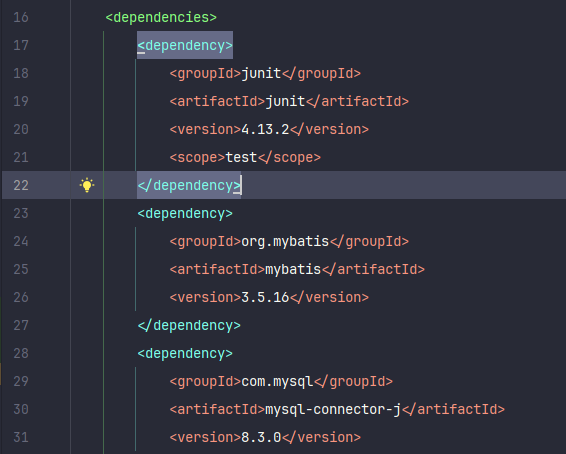 16 <dependencies>
17 <dependency>
18 <groupId>junit</groupId>
19 <artifactId>junit</artifactId>
20 <version>4.13.2</version>
21 <scope>test</scope>
22 </dependency>
23 <dependency>
24 <groupId>org.mybatis</groupId>
25 <artifactId>mybatis</artifactId>
26 <version>3.5.16</version>
27 </dependency>
28 <dependency>
29 <groupId>com.mysql</groupId>
30 <artifactId>mysql-connector-j</artifactId>
31 <version>8.3.0</version>